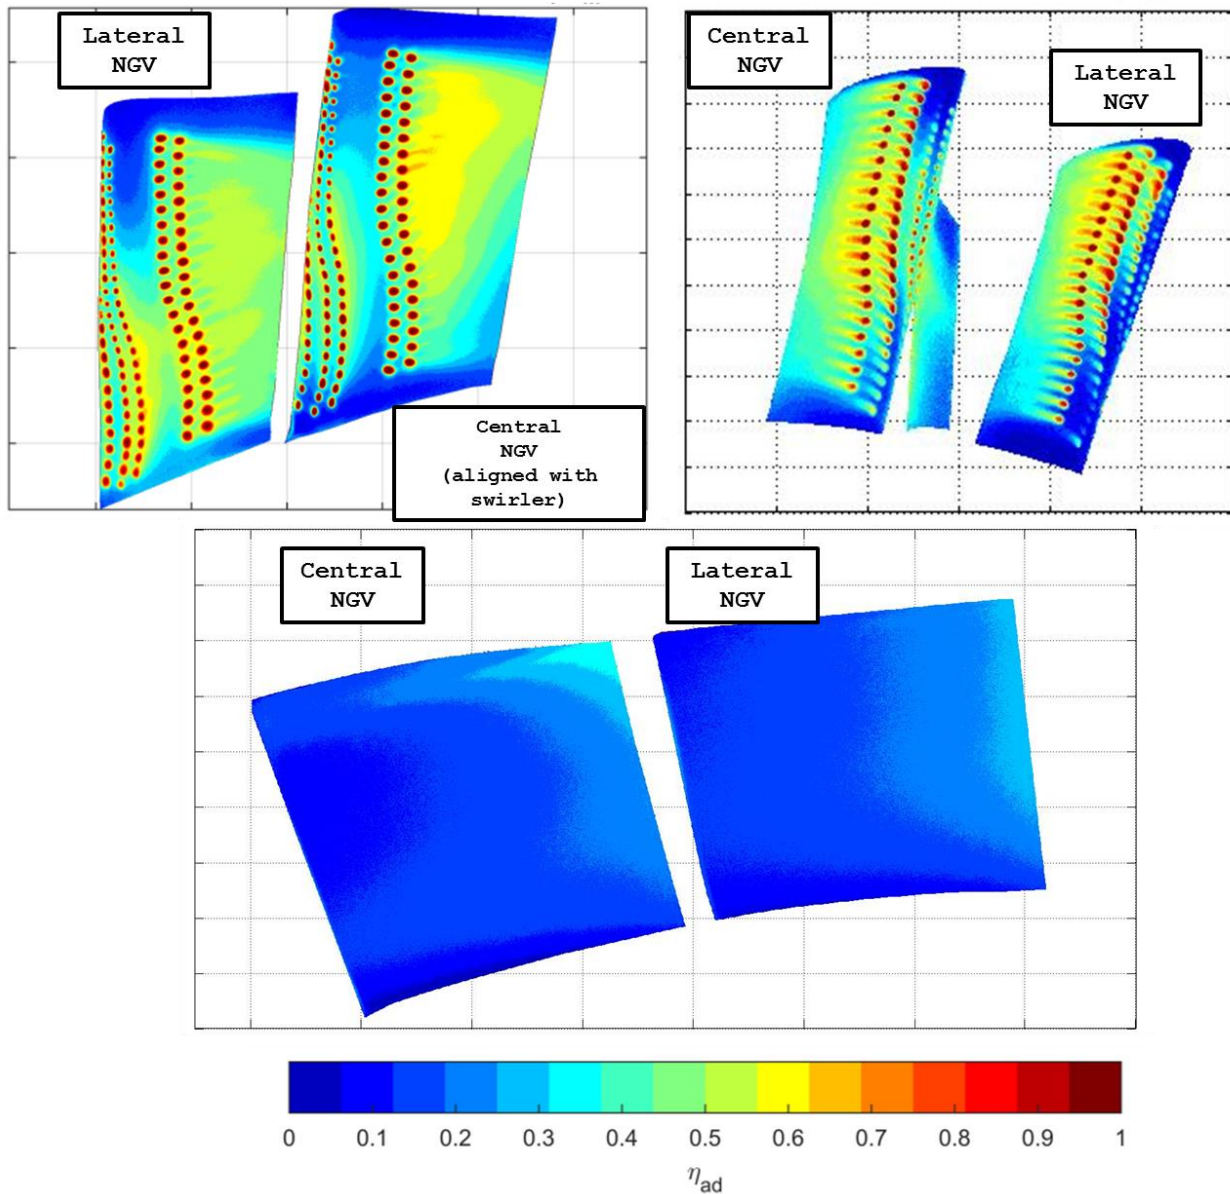 Lateral
NGV
Central
NGV
(aligned with
swirler)
Central
NGV
Lateral
NGV
Central
NGV
Lateral
NGV
0 0.1 0.2 0.3 0.4 0.5 0.6 0.7 0.8 0.9 1
η_ad